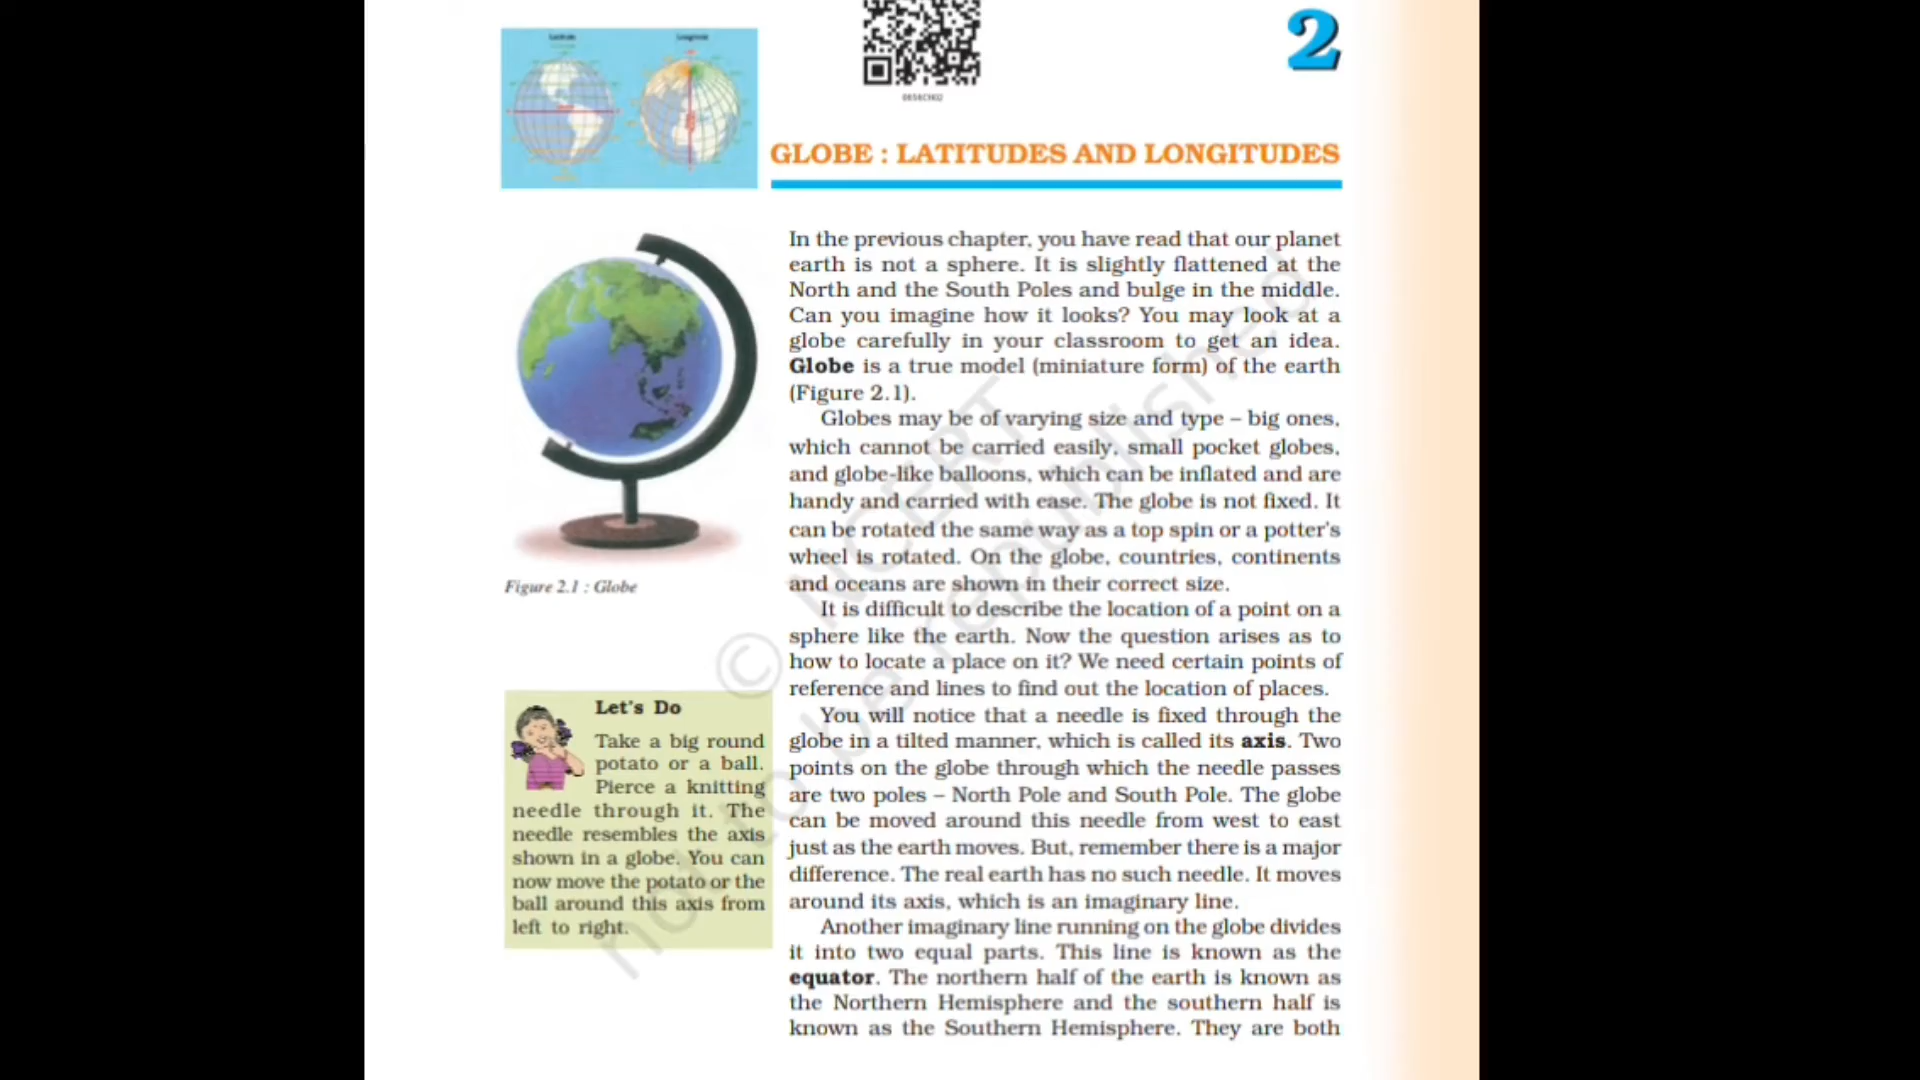 Latitude
Longitude
0656CH02
2
GLOBE : LATITUDES AND LONGITUDES
In the previous chapter, you have read that our planet
earth is not a sphere. It is slightly flattened at the
North and the South Poles and bulge in the middle.
Can you imagine how it looks? You may look at a
globe carefully in your classroom to get an idea.
Globe is a true model (miniature form) of the earth
(Figure 2.1).
Globes may be of varying size and type – big ones,
which cannot be carried easily, small pocket globes,
and globe-like balloons, which can be inflated and are
handy and carried with ease. The globe is not fixed. It
can be rotated the same way as a top spin or a potter's
wheel is rotated. On the globe, countries, continents
and oceans are shown in their correct size.
It is difficult to describe the location of a point on a
sphere like the earth. Now the question arises as to
how to locate a place on it? We need certain points of
reference and lines to find out the location of places.
You will notice that a needle is fixed through the
globe in a tilted manner, which is called its axis. Two
points on the globe through which the needle passes
are two poles – North Pole and South Pole. The globe
can be moved around this needle from west to east
just as the earth moves. But, remember there is a major
difference. The real earth has no such needle. It moves
around its axis, which is an imaginary line.
Another imaginary line running on the globe divides
it into two equal parts. This line is known as the
equator. The northern half of the earth is known as
the Northern Hemisphere and the southern half is
known as the Southern Hemisphere. They are both
Figure 2.1 : Globe
Let's Do
Take a big round
potato or a ball.
Pierce a knitting
needle through it. The
needle resembles the axis
shown in a globe. You can
now move the potato or the
ball around this axis from
left to right.
© NCERT
not to be republished